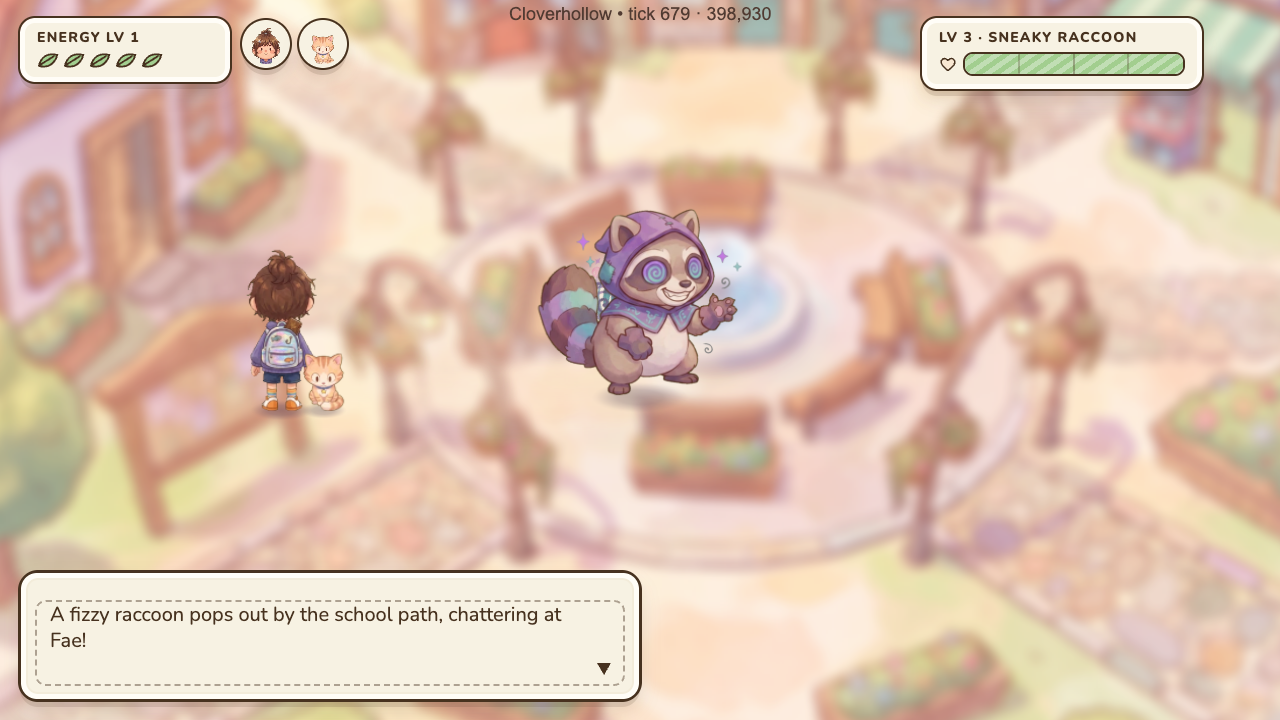 Cloverhollow • tick 679 · 398,930
ENERGY LV 1
LV 3 · SNEAKY RACCOON
A fizzy raccoon pops out by the school path, chattering at
Fae!